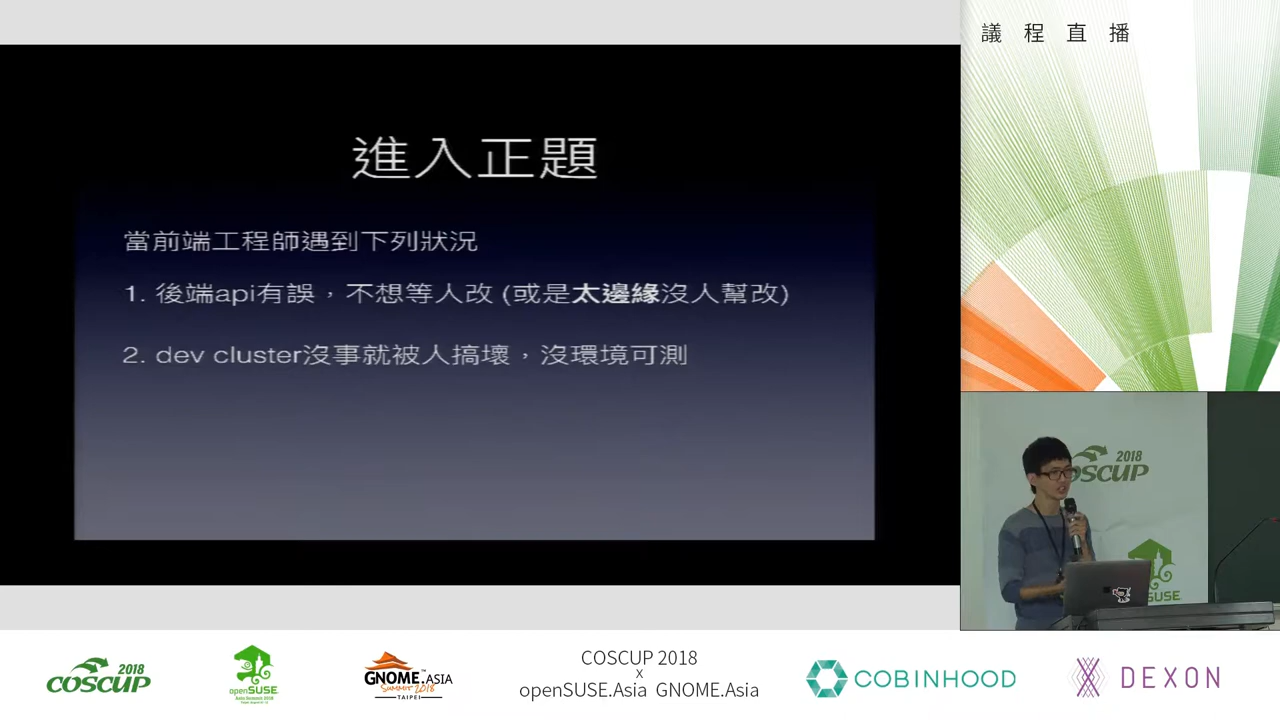 議程直播
進入正題
當前端工程師遇到下列狀況
1. 後端api有誤，不想等人改 (或是太邊緣沒人幫改)
2. dev cluster沒事就被人搞壞，沒環境可測
2018
COSCUP
SUSE
2018
COSCUP
openSUSE
GNOME.ASIA
SUMMIT 2018
TAIPEI
COSCUP 2018
x
openSUSE.Asia GNOME.Asia
COBINHOOD
DEXON